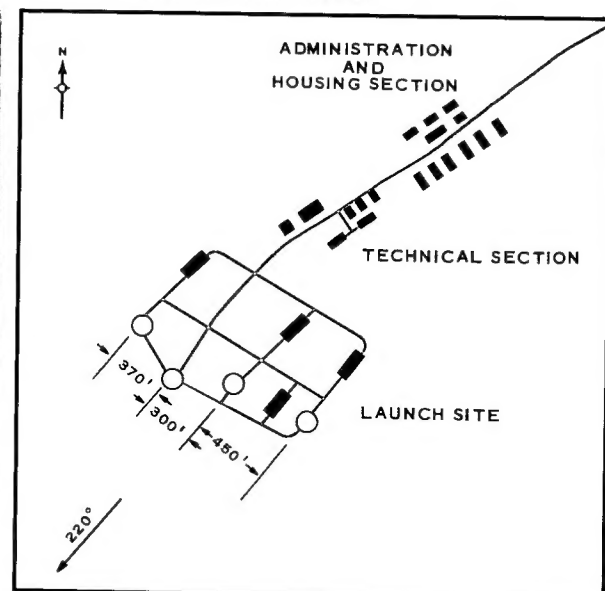 N
ADMINISTRATION
AND
HOUSING SECTION
TECHNICAL SECTION
370'
300'
450'
LAUNCH SITE
220°